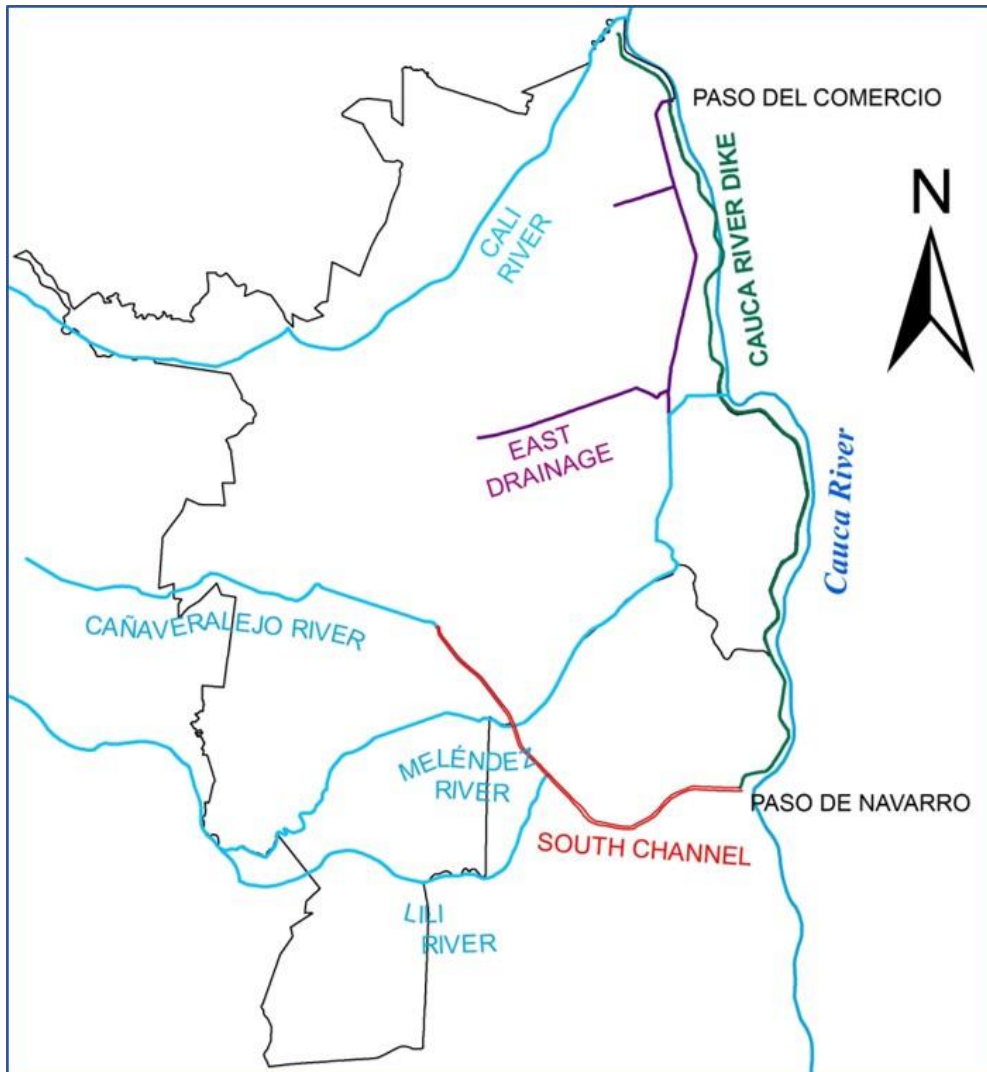 PASO DEL COMERCIO
N
CALI
RIVER
CAUCA RIVER DIKE
EAST
DRAINAGE
Cauca River
CAÑAVERALEJO RIVER
MELÉNDEZ
RIVER
PASO DE NAVARRO
SOUTH CHANNEL
LILI
RIVER